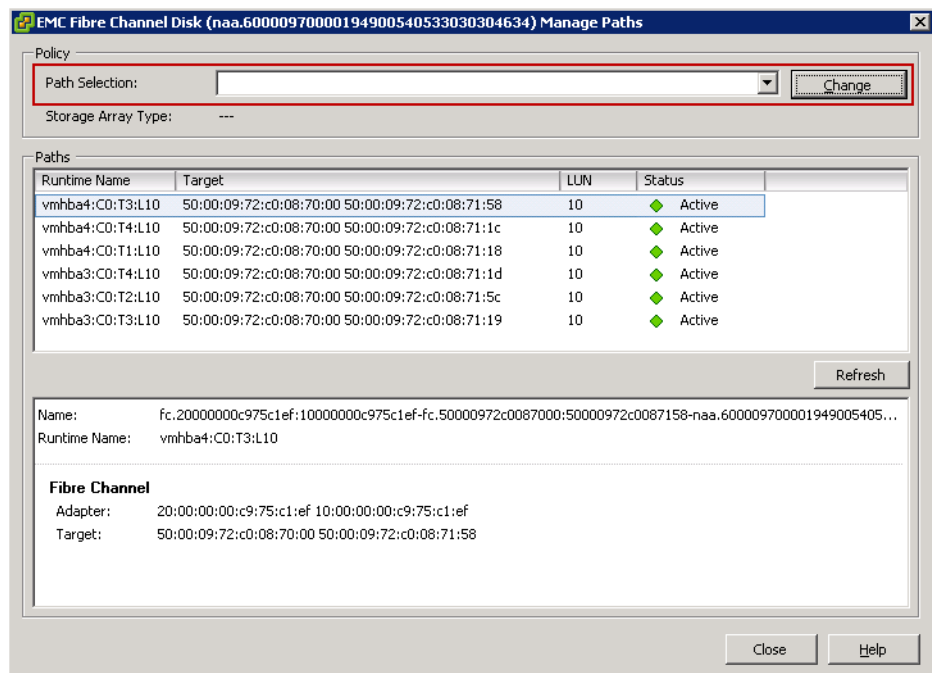 EMC Fibre Channel Disk (naa.60000970000194900540533030304634) Manage Paths
Policy
Path Selection: Change
Storage Array Type: ---
Paths
Runtime Name Target LUN Status
vmhba4:C0:T3:L10 50:00:09:72:c0:08:70:00 50:00:09:72:c0:08:71:58 10 Active
vmhba4:C0:T4:L10 50:00:09:72:c0:08:70:00 50:00:09:72:c0:08:71:1c 10 Active
vmhba4:C0:T1:L10 50:00:09:72:c0:08:70:00 50:00:09:72:c0:08:71:18 10 Active
vmhba3:C0:T4:L10 50:00:09:72:c0:08:70:00 50:00:09:72:c0:08:71:1d 10 Active
vmhba3:C0:T2:L10 50:00:09:72:c0:08:70:00 50:00:09:72:c0:08:71:5c 10 Active
vmhba3:C0:T3:L10 50:00:09:72:c0:08:70:00 50:00:09:72:c0:08:71:19 10 Active
Refresh
Name: fc.20000000c975c1ef:10000000c975c1ef-fc.50000972c0087000:50000972c0087158-naa.600009700001949005405...
Runtime Name: vmhba4:C0:T3:L10
Fibre Channel
Adapter: 20:00:00:00:c9:75:c1:ef 10:00:00:00:c9:75:c1:ef
Target: 50:00:09:72:c0:08:70:00 50:00:09:72:c0:08:71:58
Close Help